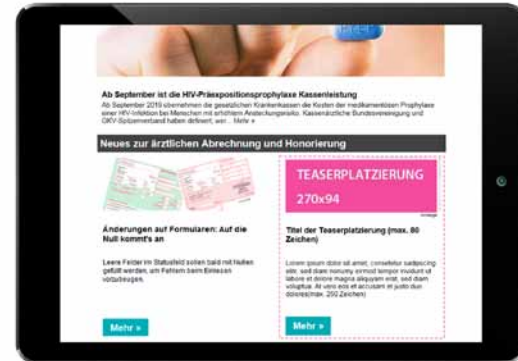 Ab September ist die HIV-Präexpositionsprophylaxe Kassenleistung
Ab September 2019 übernehmen die gesetzlichen Krankenkassen die Kosten der medikamentösen Prophylaxe
einer HIV-Infektion bei Menschen mit erhöhtem Ansteckungsrisiko. Kassenärztliche Bundesvereinigung und
GKV-Spitzenverband haben definiert, wer... Mehr »
Neues zur ärztlichen Abrechnung und Honorierung
TEASERPLATZIERUNG
270x94
Anzeige
Änderungen auf Formularen: Auf die
Null kommt's an
Leere Felder im Statusfeld sollen bald mit Nullen
gefüllt werden, um Fehlern beim Einlesen
vorzubeugen.
Mehr »
Titel der Teaserplatzierung (max. 80
Zeichen)
Lorem ipsum dolor sit amet, consetetur sadipscing
elitr, sed diam nonumy eirmod tempor invidunt ut
labore et dolore magna aliquyam erat, sed diam
voluptua. At vero eos et accusam et justo duo
dolores(max. 250 Zeichen)
Mehr »